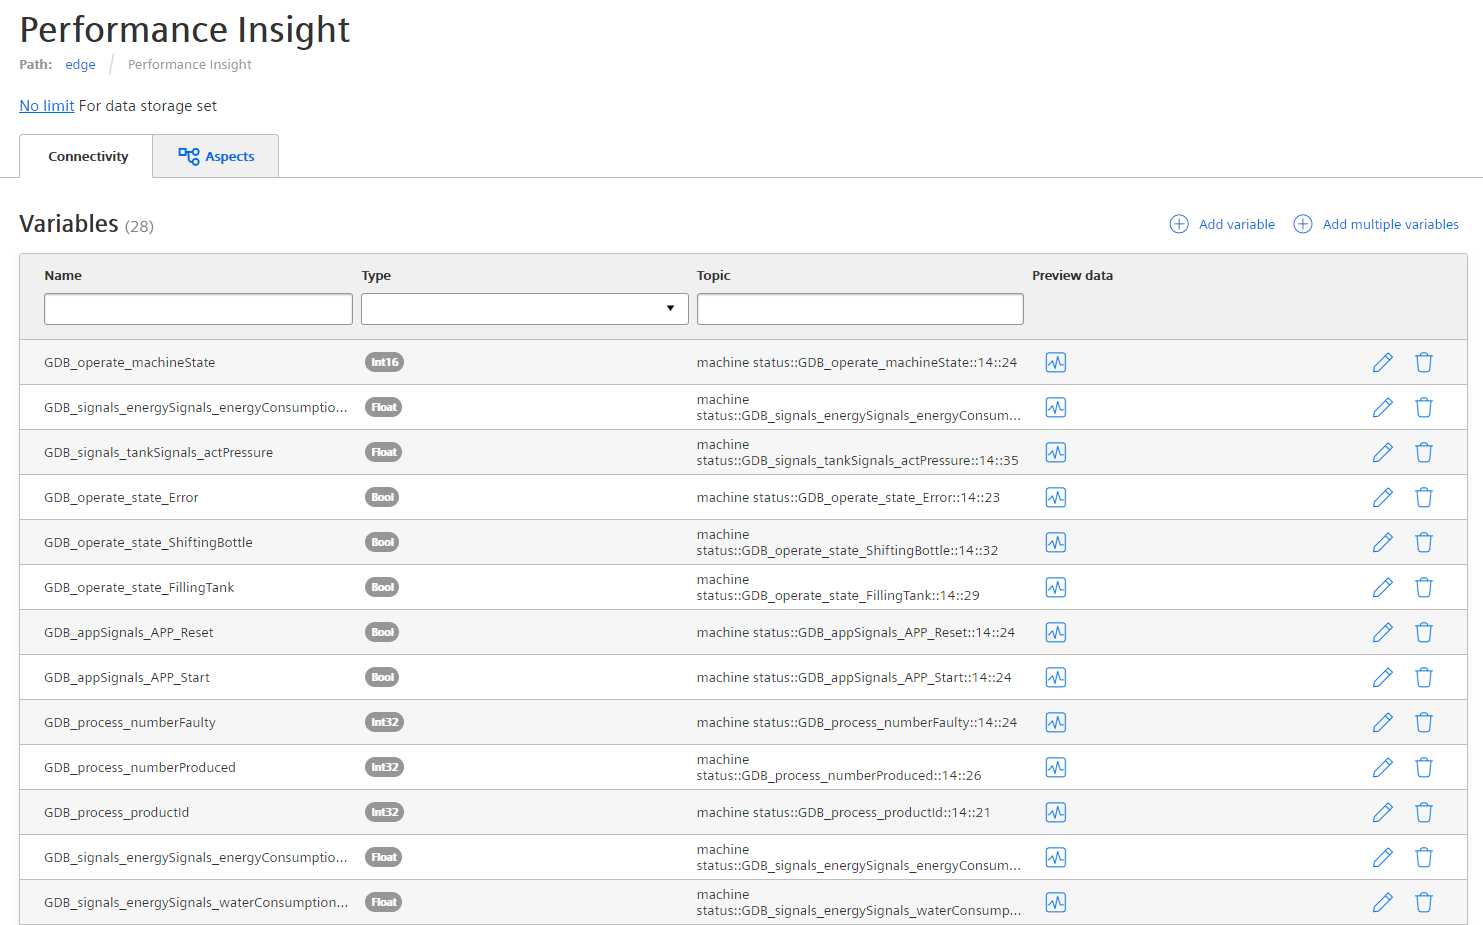 Performance Insight
Path: edge / Performance Insight
No limit For data storage set
Connectivity Aspects
Variables (28) Add variable Add multiple variables
Name Type Topic Preview data
GDB_operate_machineState Int16 machine status::GDB_operate_machineState::14::24
GDB_signals_energySignals_energyConsumptio... Float machine
status::GDB_signals_energySignals_energyConsum...
GDB_signals_tankSignals_actPressure Float machine
status::GDB_signals_tankSignals_actPressure::14::35
GDB_operate_state_Error Bool machine status::GDB_operate_state_Error::14::23
GDB_operate_state_ShiftingBottle Bool machine
status::GDB_operate_state_ShiftingBottle::14::32
GDB_operate_state_FillingTank Bool machine
status::GDB_operate_state_FillingTank::14::29
GDB_appSignals_APP_Reset Bool machine status::GDB_appSignals_APP_Reset::14::24
GDB_appSignals_APP_Start Bool machine status::GDB_appSignals_APP_Start::14::24
GDB_process_numberFaulty Int32 machine status::GDB_process_numberFaulty::14::24
GDB_process_numberProduced Int32 machine
status::GDB_process_numberProduced::14::26
GDB_process_productId Int32 machine status::GDB_process_productId::14::21
GDB_signals_energySignals_energyConsumptio... Float machine
status::GDB_signals_energySignals_energyConsum...
GDB_signals_energySignals_waterConsumption... Float machine
status::GDB_signals_energySignals_waterConsump...